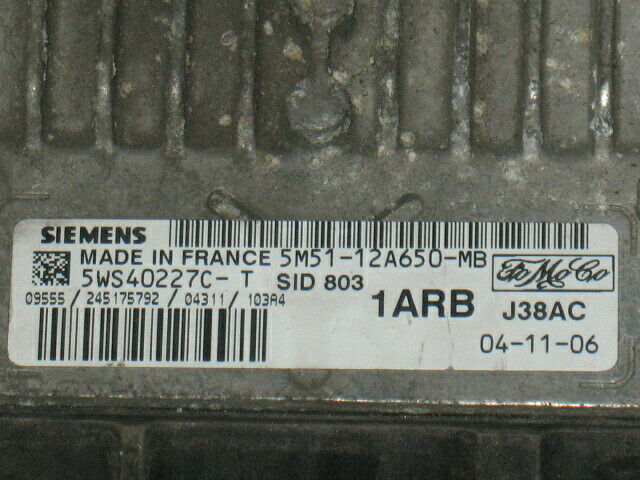 SIEMENS
MADE IN FRANCE 5M51-12A650-MB
5WS40227C-T SID 803
FoMoCo
09555 / 245175792 / 04311 / 103A4
1ARB J38AC
04-11-06